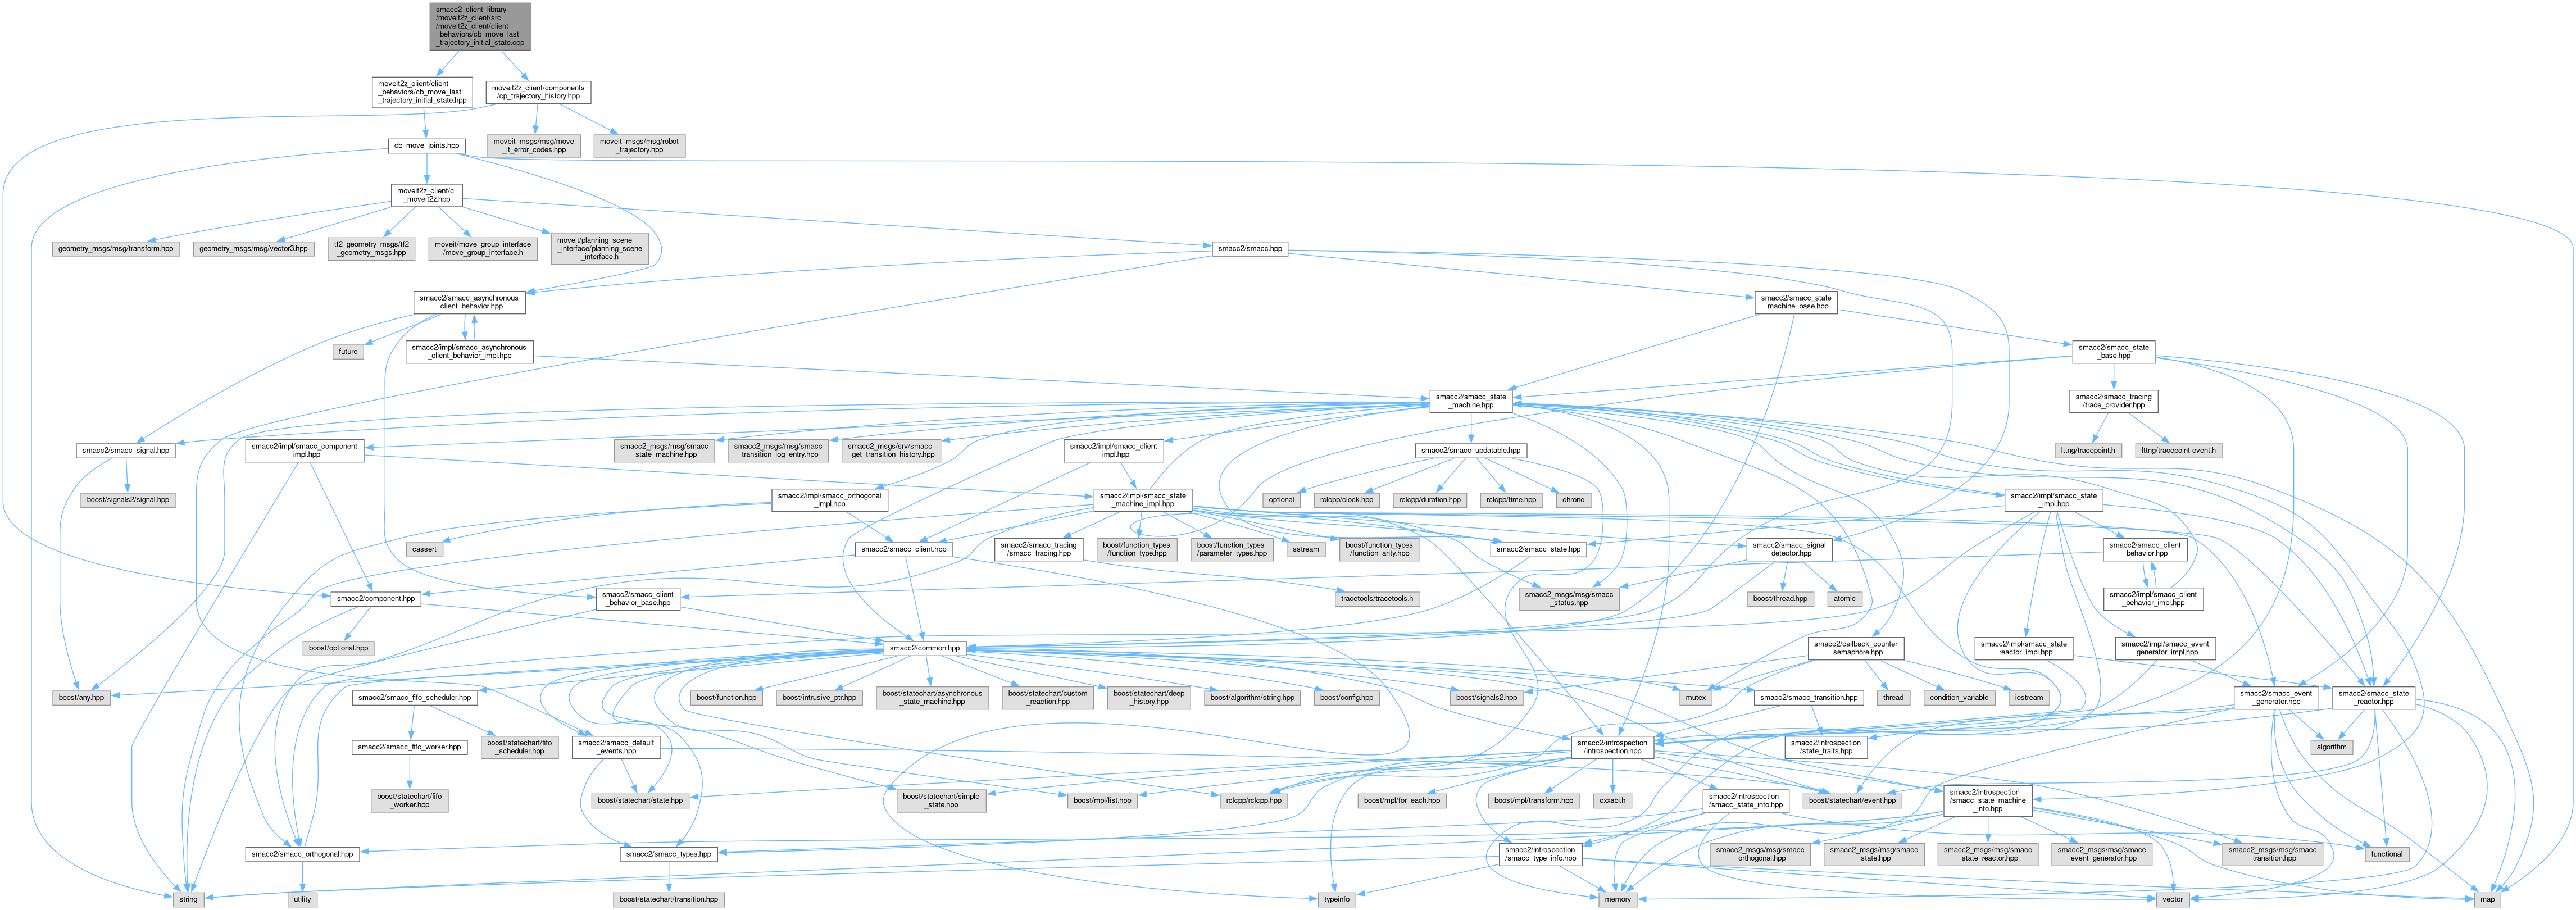 smacc2_client_library
/moveit2z_client/src
/moveit2z_client/client
_behaviors/cb_move_last
_trajectory_initial_state.cpp
moveit2z_client/client
_behaviors/cb_move_last
_trajectory_initial_state.hpp
moveit2z_client/components
/cp_trajectory_history.hpp
cb_move_joints.hpp
moveit_msgs/msg/move
_it_error_codes.hpp
moveit_msgs/msg/robot
_trajectory.hpp
moveit2z_client/cl
_moveit2z.hpp
geometry_msgs/msg/transform.hpp
geometry_msgs/msg/vector3.hpp
tf2_geometry_msgs/tf2
_geometry_msgs.hpp
moveit/move_group_interface
/move_group_interface.h
moveit/planning_scene
_interface/planning_scene
_interface.h
smacc2/smacc.hpp
smacc2/smacc_asynchronous
_client_behavior.hpp
smacc2/smacc_state
_machine_base.hpp
future
smacc2/impl/smacc_asynchronous
_client_behavior_impl.hpp
smacc2/smacc_state
_base.hpp
smacc2/smacc_state
_machine.hpp
smacc2/smacc_tracing
/trace_provider.hpp
smacc2/smacc_signal.hpp
smacc2/impl/smacc_component
_impl.hpp
smacc2_msgs/msg/smacc
_state_machine.hpp
smacc2_msgs/msg/smacc
_transition_log_entry.hpp
smacc2_msgs/srv/smacc
_get_transition_history.hpp
smacc2/impl/smacc_client
_impl.hpp
smacc2/smacc_updatable.hpp
lttng/tracepoint.h
lttng/tracepoint-event.h
boost/signals2/signal.hpp
smacc2/impl/smacc_orthogonal
_impl.hpp
smacc2/impl/smacc_state
_machine_impl.hpp
optional
rclcpp/clock.hpp
rclcpp/duration.hpp
rclcpp/time.hpp
chrono
smacc2/impl/smacc_state
_impl.hpp
cassert
smacc2/smacc_client.hpp
smacc2/smacc_tracing
/smacc_tracing.hpp
boost/function_types
/function_type.hpp
boost/function_types
/parameter_types.hpp
sstream
boost/function_types
/function_arity.hpp
smacc2/smacc_state.hpp
smacc2/smacc_signal
_detector.hpp
smacc2/smacc_client
_behavior.hpp
smacc2/component.hpp
smacc2/smacc_client
_behavior_base.hpp
tracetools/tracetools.h
smacc2_msgs/msg/smacc
_status.hpp
boost/thread.hpp
atomic
smacc2/impl/smacc_client
_behavior_impl.hpp
boost/optional.hpp
smacc2/common.hpp
smacc2/callback_counter
_semaphore.hpp
smacc2/impl/smacc_state
_reactor_impl.hpp
smacc2/impl/smacc_event
_generator_impl.hpp
boost/any.hpp
smacc2/smacc_fifo_scheduler.hpp
boost/function.hpp
boost/intrusive_ptr.hpp
boost/statechart/asynchronous
_state_machine.hpp
boost/statechart/custom
_reaction.hpp
boost/statechart/deep
_history.hpp
boost/algorithm/string.hpp
boost/config.hpp
boost/signals2.hpp
mutex
smacc2/smacc_transition.hpp
thread
condition_variable
iostream
smacc2/smacc_event
_generator.hpp
smacc2/smacc_state
_reactor.hpp
smacc2/smacc_fifo_worker.hpp
boost/statechart/fifo
_scheduler.hpp
smacc2/smacc_default
_events.hpp
smacc2/introspection
/introspection.hpp
smacc2/introspection
/state_traits.hpp
algorithm
boost/statechart/fifo
_worker.hpp
boost/statechart/state.hpp
boost/statechart/simple
_state.hpp
boost/mpl/list.hpp
rclcpp/rclcpp.hpp
boost/mpl/for_each.hpp
boost/mpl/transform.hpp
cxxabi.h
smacc2/introspection
/smacc_state_info.hpp
boost/statechart/event.hpp
smacc2/introspection
/smacc_state_machine
_info.hpp
smacc2/smacc_orthogonal.hpp
smacc2/smacc_types.hpp
smacc2/introspection
/smacc_type_info.hpp
smacc2_msgs/msg/smacc
_orthogonal.hpp
smacc2_msgs/msg/smacc
_state.hpp
smacc2_msgs/msg/smacc
_state_reactor.hpp
smacc2_msgs/msg/smacc
_event_generator.hpp
smacc2_msgs/msg/smacc
_transition.hpp
functional
string
utility
boost/statechart/transition.hpp
typeinfo
memory
vector
map